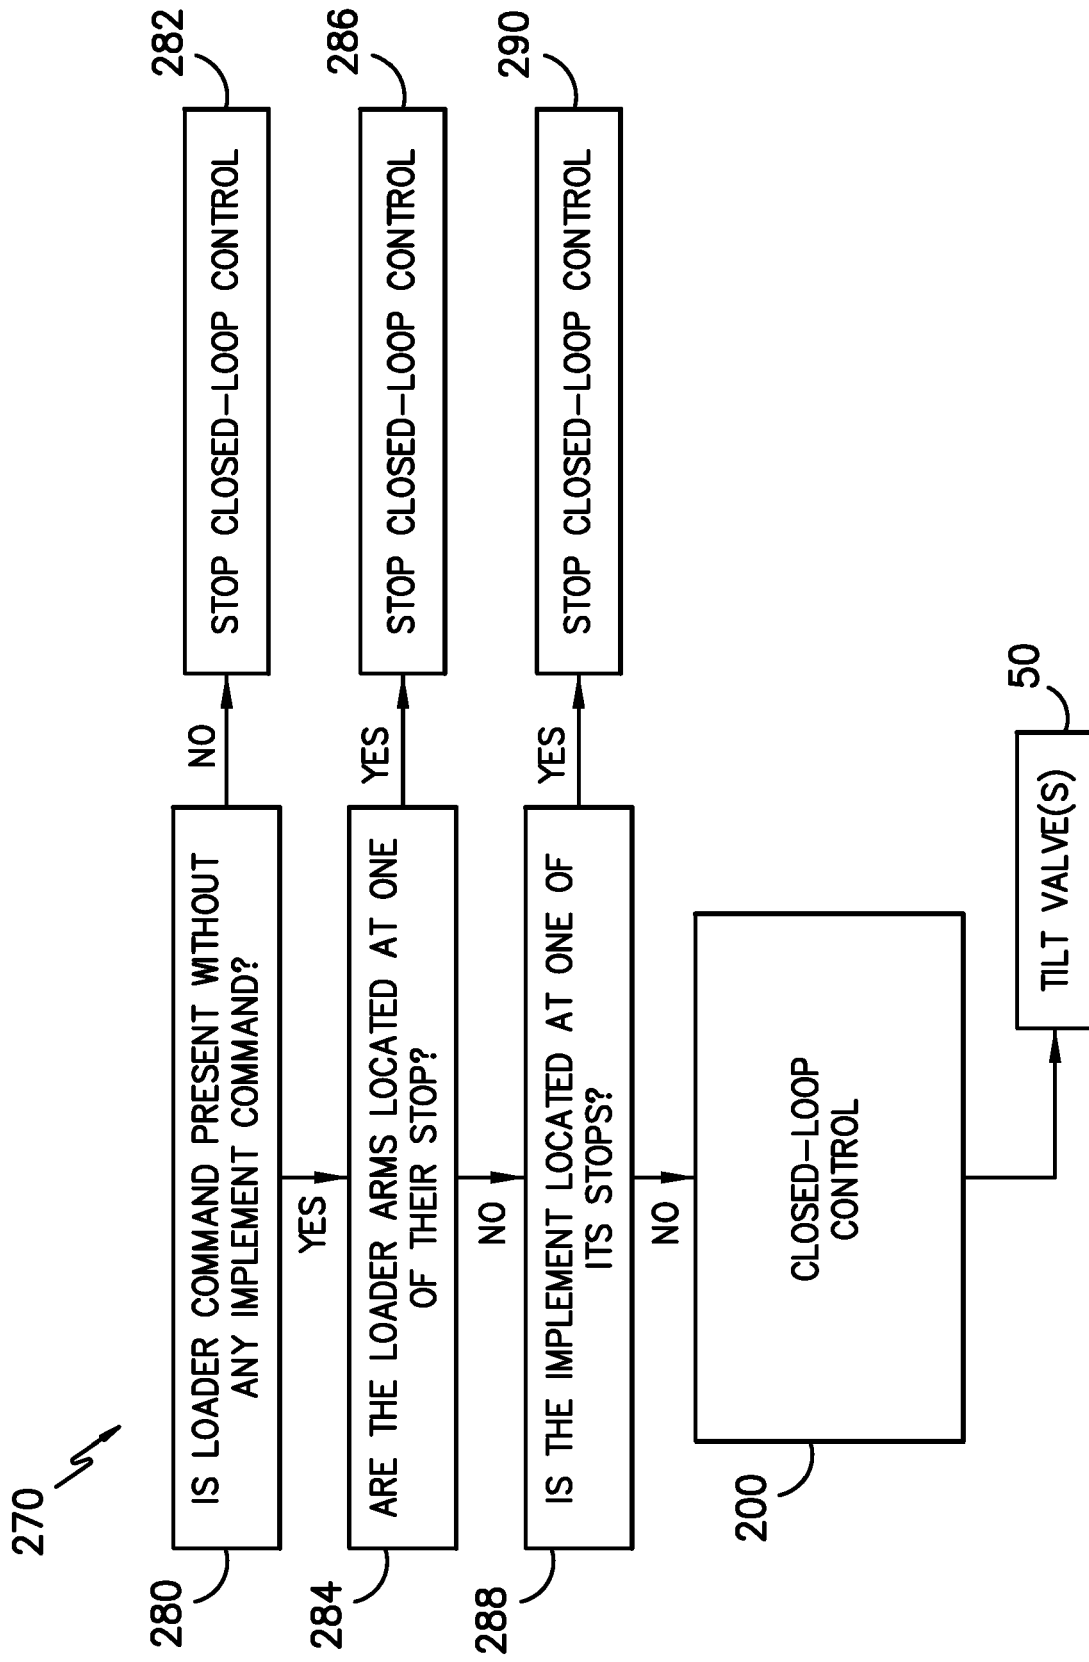 270
280
IS LOADER COMMAND PRESENT WITHOUT
ANY IMPLEMENT COMMAND?
NO
STOP CLOSED-LOOP CONTROL
282
YES
284
ARE THE LOADER ARMS LOCATED AT ONE
OF THEIR STOP?
YES
STOP CLOSED-LOOP CONTROL
286
NO
288
IS THE IMPLEMENT LOCATED AT ONE OF
ITS STOPS?
YES
STOP CLOSED-LOOP CONTROL
290
NO
200
CLOSED-LOOP
CONTROL
TILT VALVE(S)
50